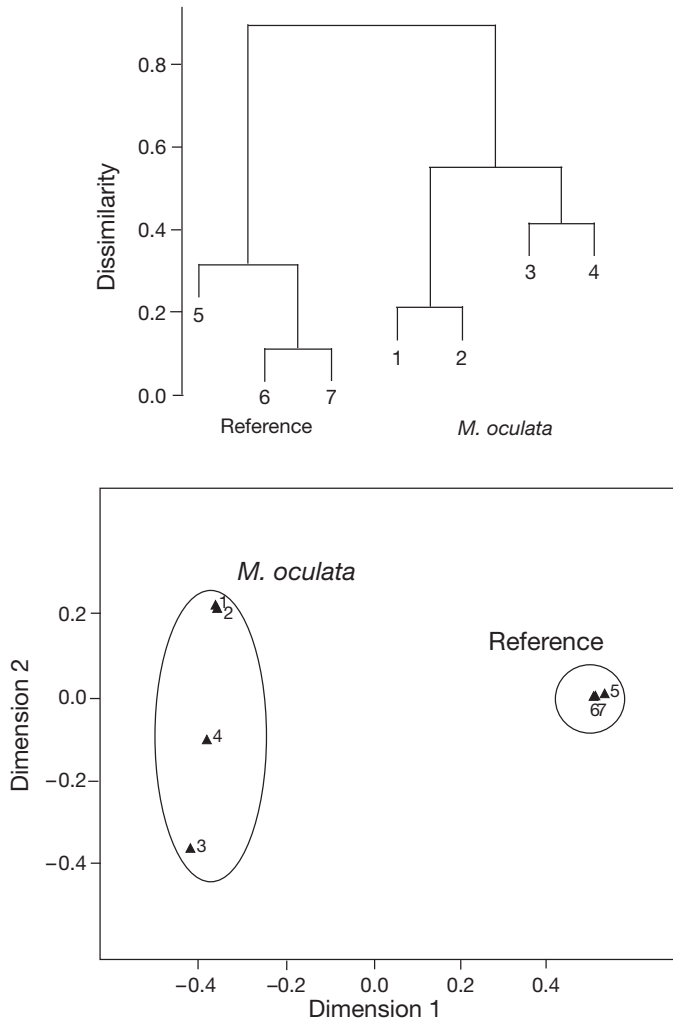 Dissimilarity
0.8
0.6
0.4
0.2
0.0
5
6 7
1 2
3 4
Reference M. oculata
Dimension 2
0.2
0.0
−0.2
−0.4
M. oculata
1
2
4
3
Reference
5
67
−0.4 −0.2 0.0 0.2 0.4
Dimension 1